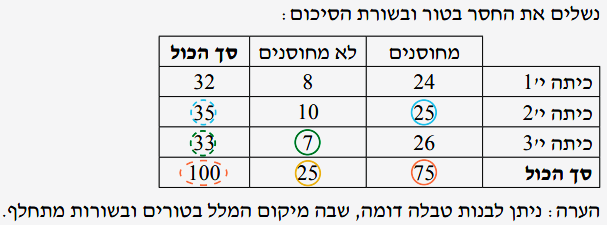 נשלים את החסר בטור ובשורת הסיכום:
מחוסנים לא מחוסנים סך הכול
כיתה י׳1 24 8 32
כיתה י׳2 25 10 35
כיתה י׳3 26 7 33
סך הכול 75 25 100
הערה: ניתן לבנות טבלה דומה, שבה מיקום המלל בטורים ובשורות מתחלף.